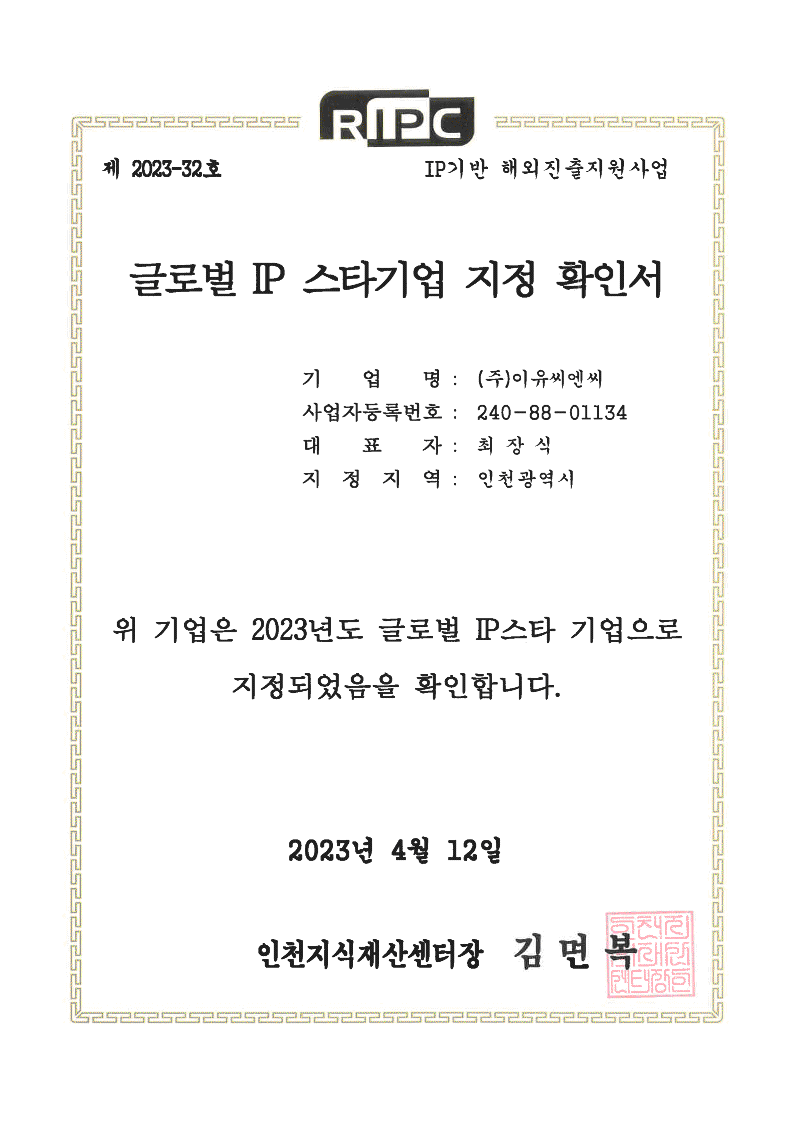 RIPC
제 2023-32호
IP기반 해외진출지원사업
글로벌 IP 스타기업 지정 확인서
기 업 명 : (주)이유씨엔씨
사업자등록번호 : 240-88-01134
대 표 자 : 최 장 식
지 정 지 역 : 인천광역시
위 기업은 2023년도 글로벌 IP스타 기업으로
지정되었음을 확인합니다.
2023년 4월 12일
인천지식재산센터장 김 면 복